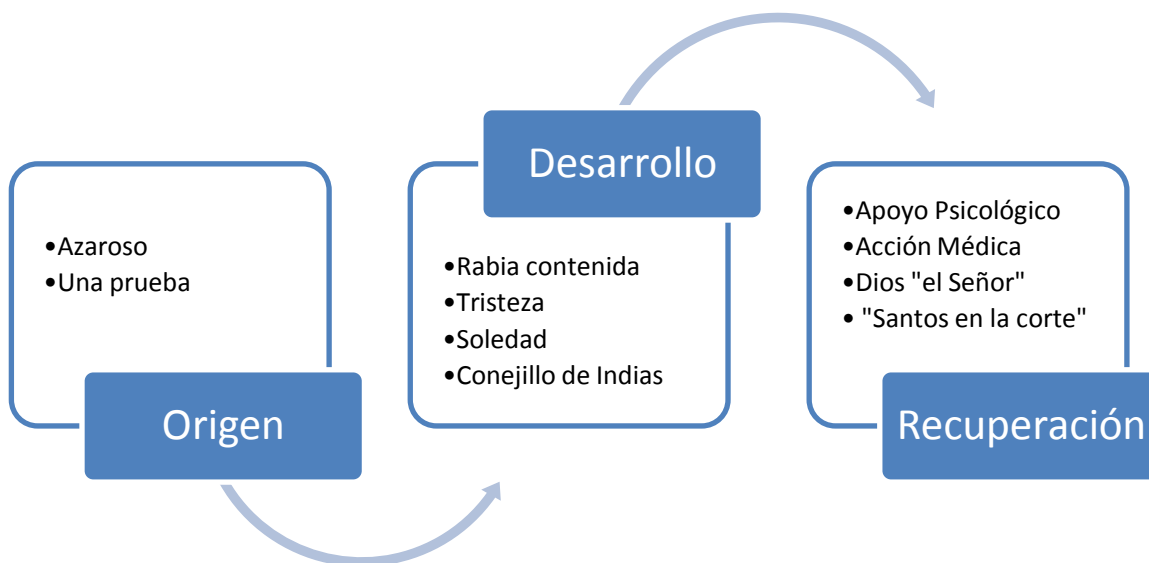 •Azaroso
•Una prueba
Origen
Desarrollo
•Rabia contenida
•Tristeza
•Soledad
•Conejillo de Indias
•Apoyo Psicológico
•Acción Médica
•Dios "el Señor"
• "Santos en la corte"
Recuperación